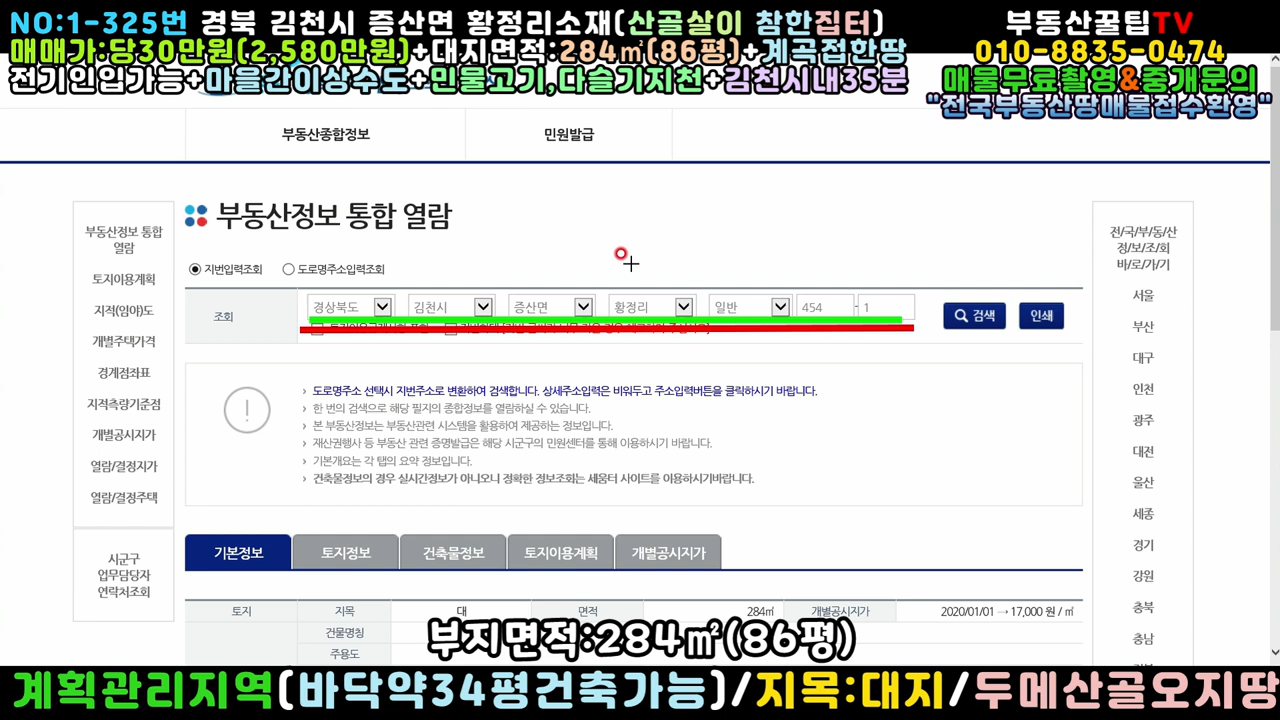 NO:1-325번 경북 김천시 증산면 황정리소재(산골살이 참한집터)
매매가:당30만원(2,580만원)+대지면적:284㎡(86평)+계곡접한땅
전기인입가능+마을간이상수도+민물고기,다슬기지천+김천시내35분
부동산꿀팁TV
010-8835-0474
매물무료촬영&중개문의
"전국부동산땅매물접수환영"
부동산종합정보 민원발급
부동산정보 통합
열람
토지이용계획
지적(임야)도
개별주택가격
경계점좌표
지적측량기준점
개별공시지가
열람/결정지가
열람/결정주택
시군구
업무담당자
연락처조회
부동산정보 통합 열람
지번입력조회 도로명주소입력조회
조회 경상북도 김천시 증산면 황정리 일반 454 - 1 검색 인쇄
도로명주소 선택시 지번주소로 변환하여 검색합니다. 상세주소입력은 비워두고 주소입력버튼을 클릭하시기 바랍니다.
한 번의 검색으로 해당 필지의 종합정보를 열람하실 수 있습니다.
본 부동산정보는 부동산관련 시스템을 활용하여 제공하는 정보입니다.
재산권행사 등 부동산 관련 증명발급은 해당 시군구의 민원센터를 통해 이용하시기 바랍니다.
기본개요는 각 탭의 요약 정보입니다.
건축물정보의 경우 실시간정보가 아니오니 정확한 정보조회는 세움터 사이트를 이용하시기바랍니다.
기본정보 토지정보 건축물정보 토지이용계획 개별공시지가
토지 지목 대 면적 284㎡ 개별공시지가 2020/01/01 → 17,000 원 / ㎡
건물명칭
주용도
전/국/부/동/산
정/보/조/회
바/로/가/기
서울
부산
대구
인천
광주
대전
울산
세종
경기
강원
충북
충남
부지면적:284㎡(86평)
계획관리지역(바닥약34평건축가능)/지목:대지/두메산골오지땅